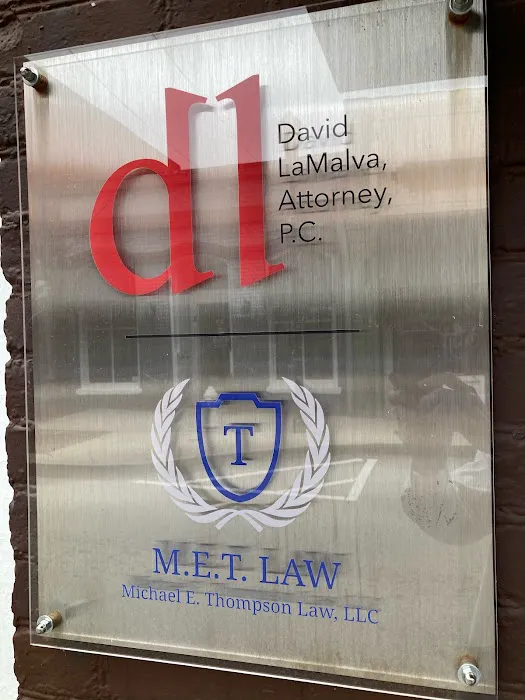 dl
David
LaMalva,
Attorney,
P.C.
T
M.E.T. LAW
Michael E. Thompson Law, LLC